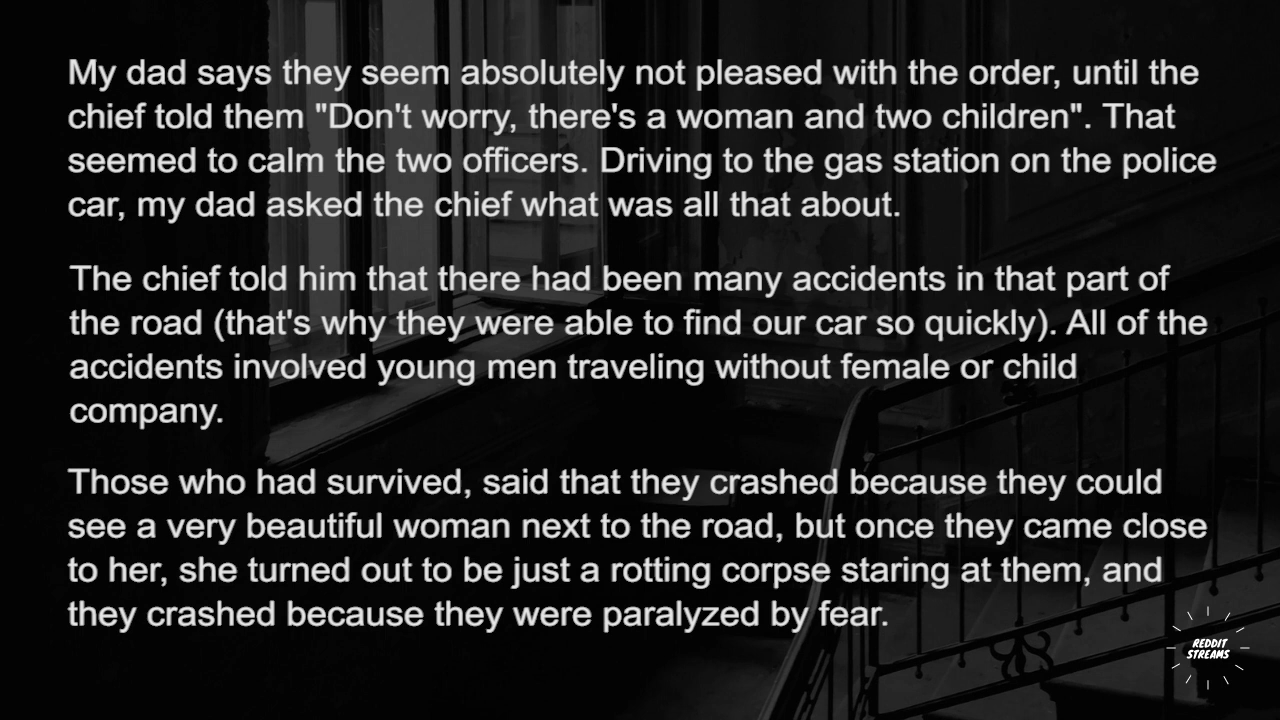 My dad says they seem absolutely not pleased with the order, until the
chief told them "Don't worry, there's a woman and two children". That
seemed to calm the two officers. Driving to the gas station on the police
car, my dad asked the chief what was all that about.
The chief told him that there had been many accidents in that part of
the road (that's why they were able to find our car so quickly). All of the
accidents involved young men traveling without female or child
company.
Those who had survived, said that they crashed because they could
see a very beautiful woman next to the road, but once they came close
to her, she turned out to be just a rotting corpse staring at them, and
they crashed because they were paralyzed by fear.
REDDIT
STREAMS